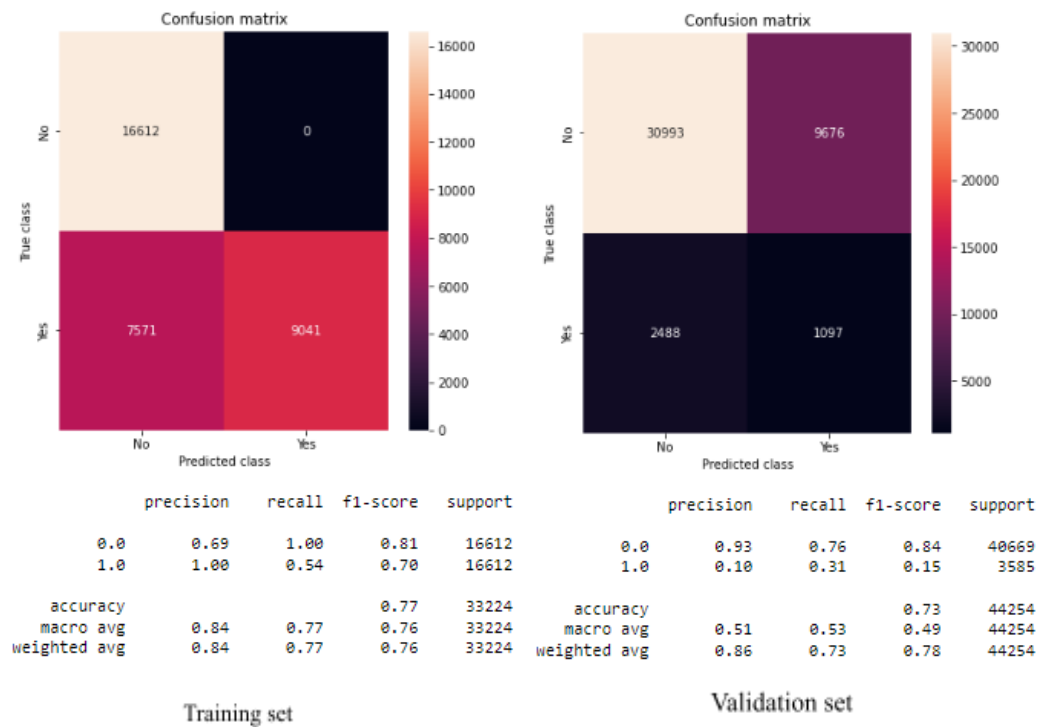 Confusion matrix
16612 0
7571 9041
No
Yes
True class
No Yes
Predicted class
16000
14000
12000
10000
8000
6000
4000
2000
0
precision recall f1-score support
0.0 0.69 1.00 0.81 16612
1.0 1.00 0.54 0.70 16612
accuracy 0.77 33224
macro avg 0.84 0.77 0.76 33224
weighted avg 0.84 0.77 0.76 33224
Training set
Confusion matrix
30993 9676
2488 1097
No
Yes
True class
No Yes
Predicted class
30000
25000
20000
15000
10000
5000
precision recall f1-score support
0.0 0.93 0.76 0.84 40669
1.0 0.10 0.31 0.15 3585
accuracy 0.73 44254
macro avg 0.51 0.53 0.49 44254
weighted avg 0.86 0.73 0.78 44254
Validation set